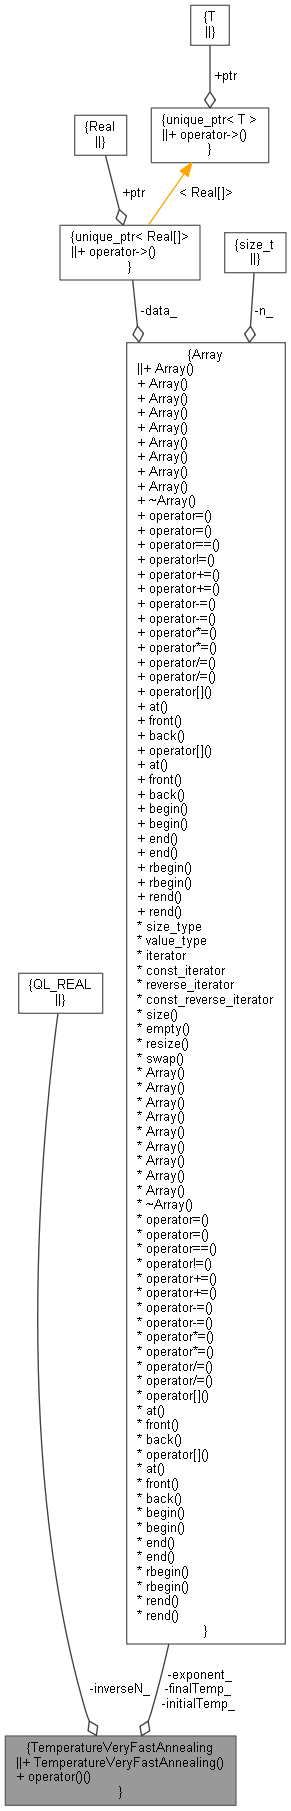 {T
||}
+ptr
{unique_ptr< T >
||+ operator->()
}
{Real
||}
+ptr
< Real[]>
{unique_ptr< Real[]>
||+ operator->()
}
{size_t
||}
-data_
-n_
{Array
||+ Array()
+ Array()
+ Array()
+ Array()
+ Array()
+ Array()
+ Array()
+ Array()
+ Array()
+ ~Array()
+ operator=()
+ operator=()
+ operator==()
+ operator!=()
+ operator+=()
+ operator+=()
+ operator-=()
+ operator-=()
+ operator*=()
+ operator*=()
+ operator/=()
+ operator/=()
+ operator[]()
+ at()
+ front()
+ back()
+ operator[]()
+ at()
+ front()
+ back()
+ begin()
+ begin()
+ end()
+ end()
+ rbegin()
+ rbegin()
+ rend()
+ rend()
* size_type
* value_type
* iterator
* const_iterator
* reverse_iterator
* const_reverse_iterator
* size()
* empty()
* resize()
* swap()
* Array()
* Array()
* Array()
* Array()
* Array()
* Array()
* Array()
* Array()
* Array()
* ~Array()
* operator=()
* operator=()
* operator==()
* operator!=()
* operator+=()
* operator+=()
* operator-=()
* operator-=()
* operator*=()
* operator*=()
* operator/=()
* operator/=()
* operator[]()
* at()
* front()
* back()
* operator[]()
* at()
* front()
* back()
* begin()
* begin()
* end()
* end()
* rbegin()
* rbegin()
* rend()
* rend()
}
{QL_REAL
||}
-inverseN_
-exponent_
-finalTemp_
-initialTemp_
{TemperatureVeryFastAnnealing
||+ TemperatureVeryFastAnnealing()
+ operator()()
}